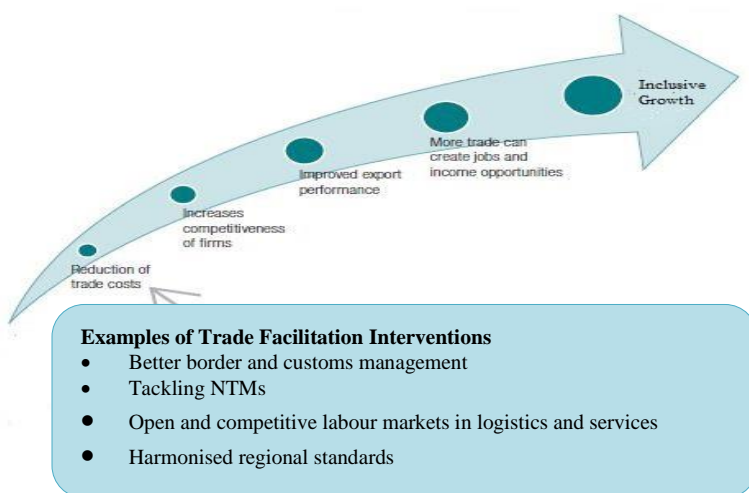 Inclusive
Growth
More trade can
create jobs and
income opportunities
Improved export
performance
Increases
competitiveness
of firms
Reduction of
trade costs
Examples of Trade Facilitation Interventions
• Better border and customs management
• Tackling NTMs
• Open and competitive labour markets in logistics and services
• Harmonised regional standards